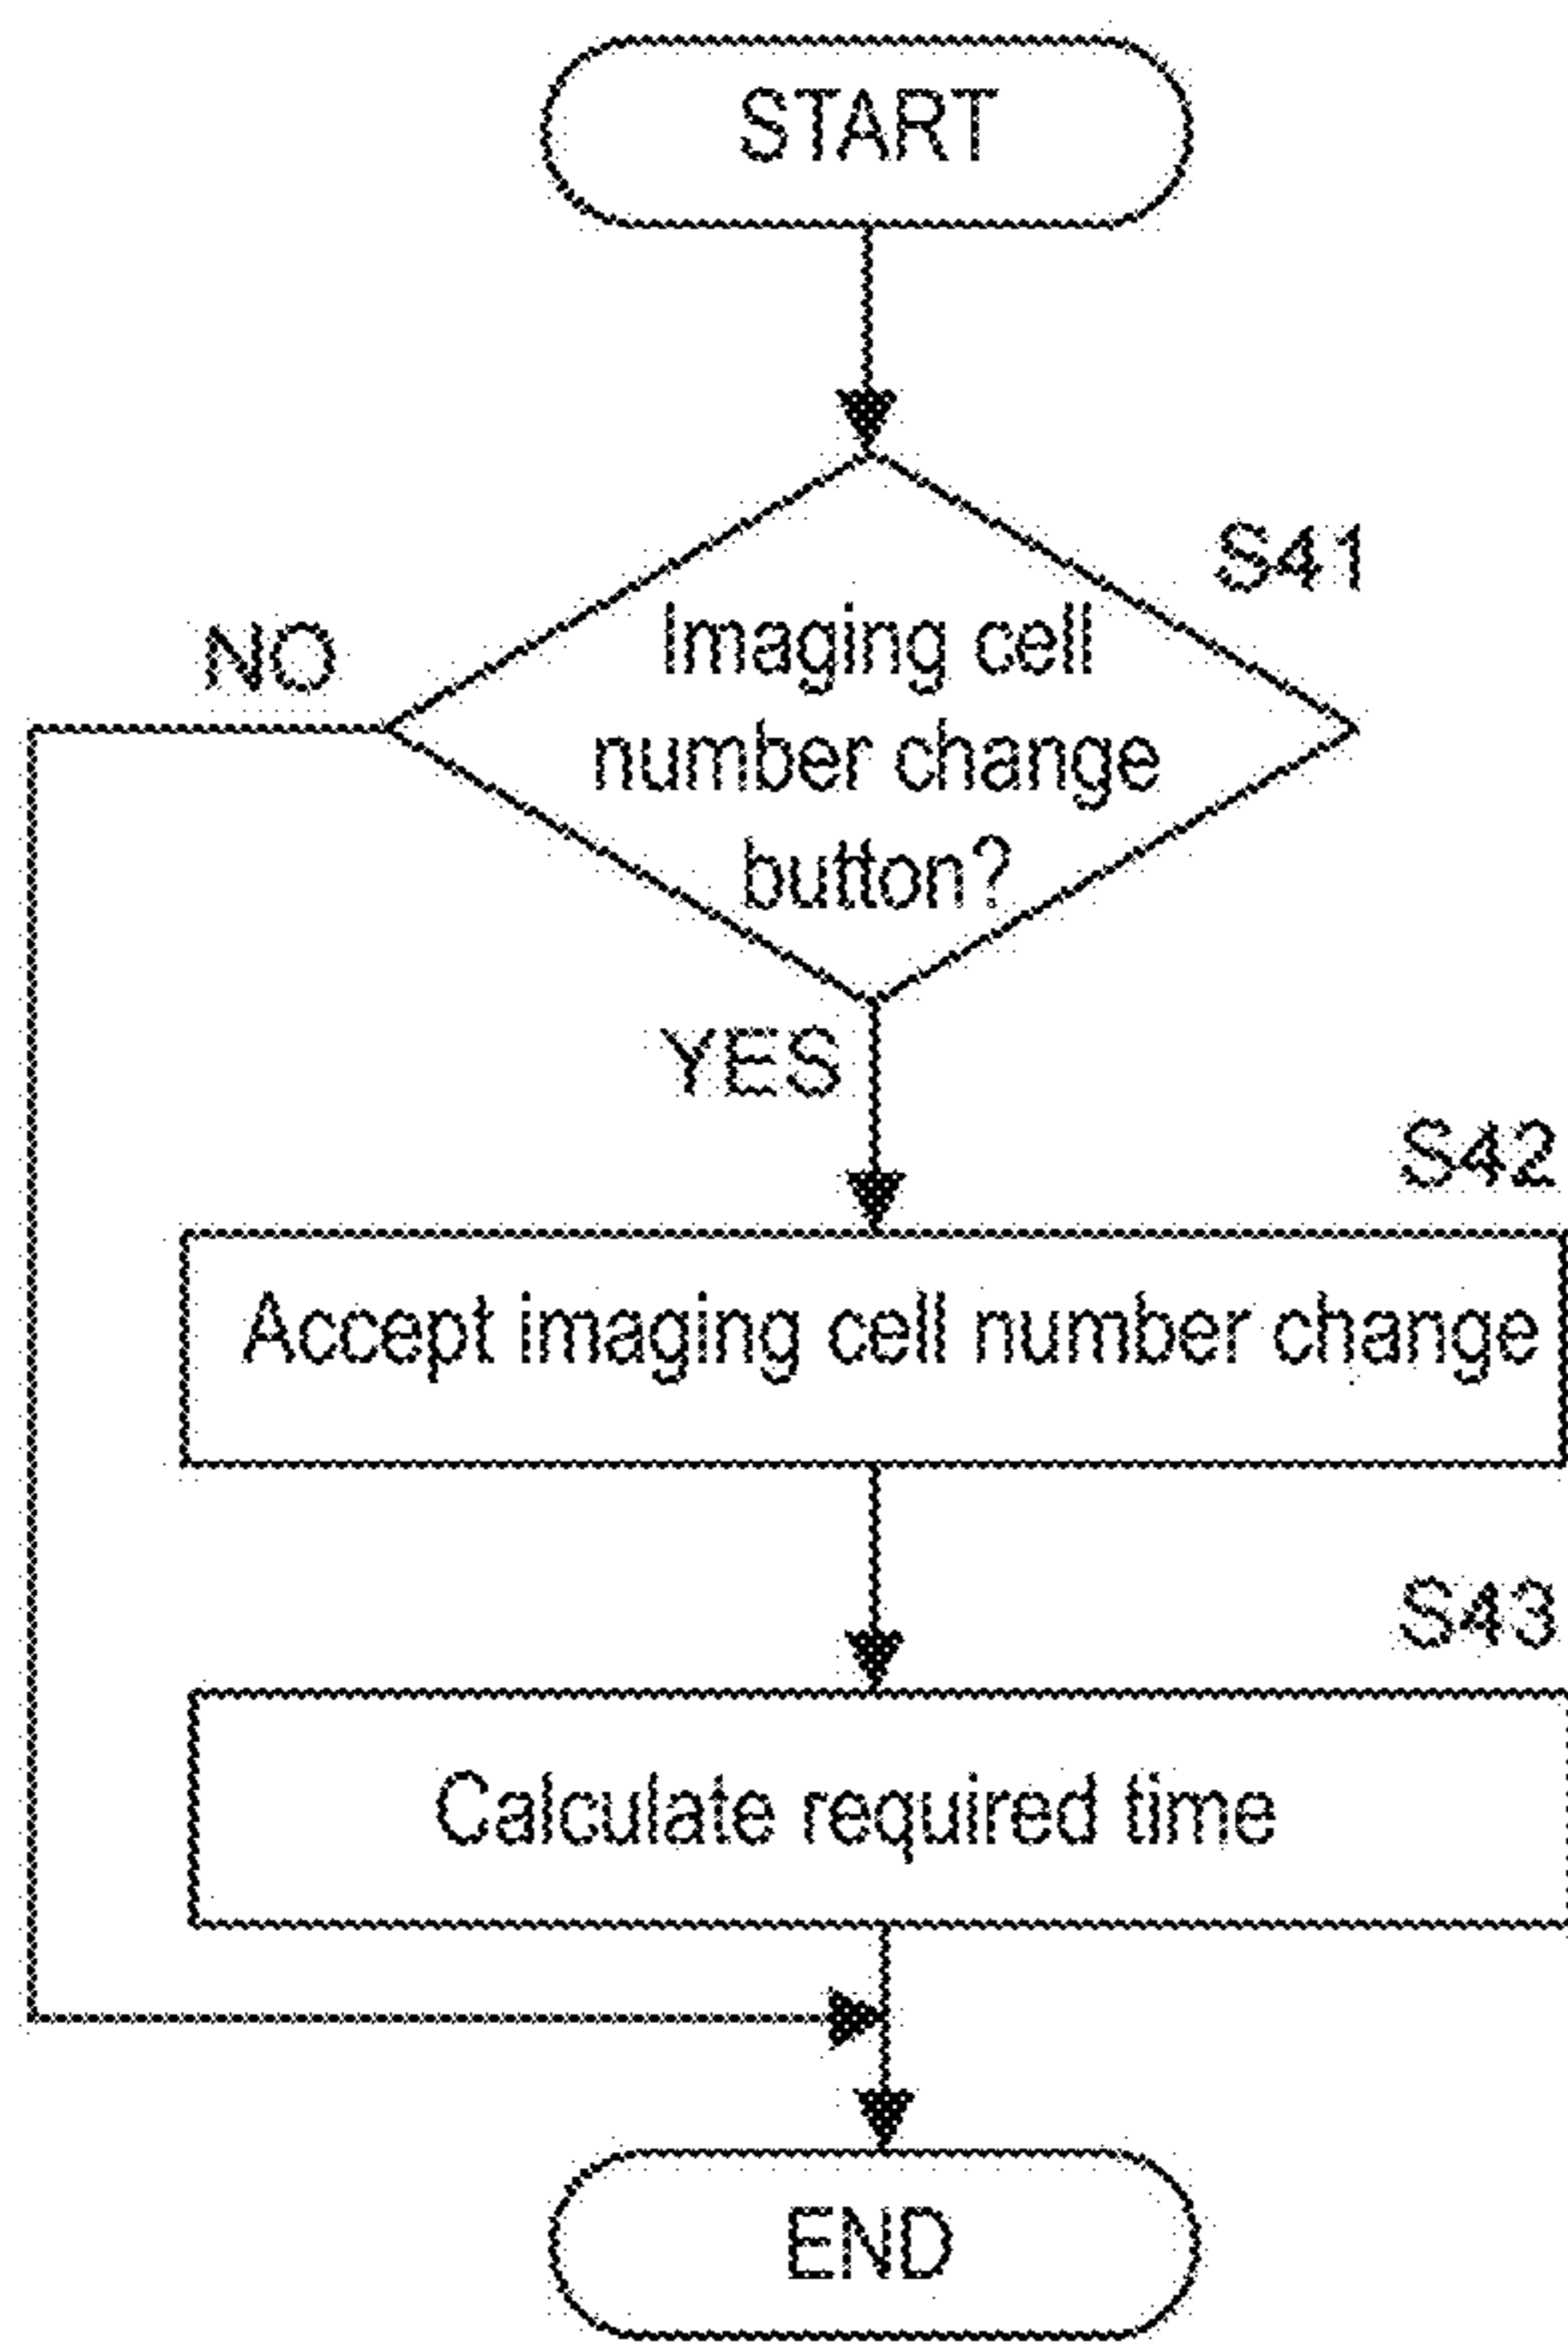 START
S41
NO
Imaging cell
number change
button?
YES
S42
Accept imaging cell number change
S43
Calculate required time
END